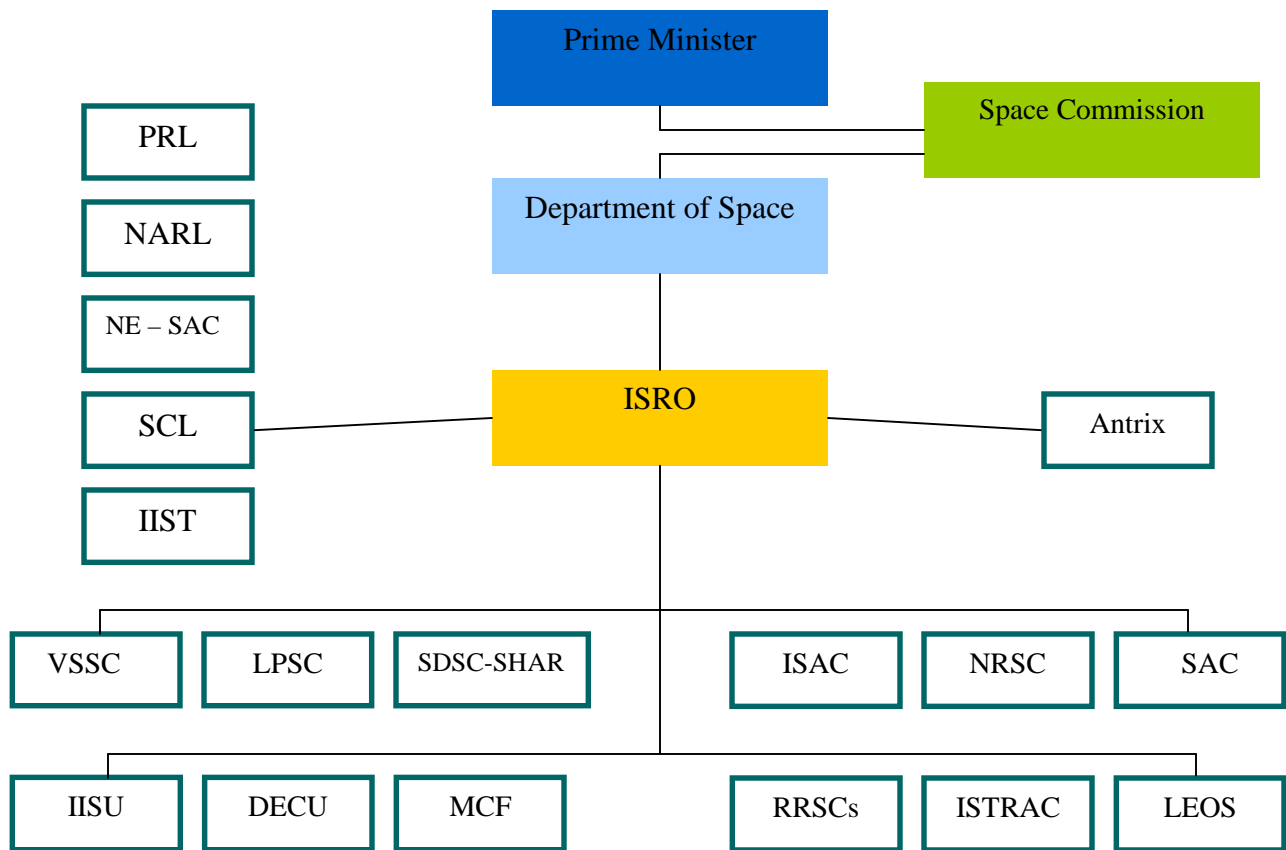 Prime Minister
Space Commission
PRL
Department of Space
NARL
NE – SAC
ISRO
SCL
Antrix
IIST
VSSC
LPSC
SDSC-SHAR
ISAC
NRSC
SAC
IISU
DECU
MCF
RRSCs
ISTRAC
LEOS